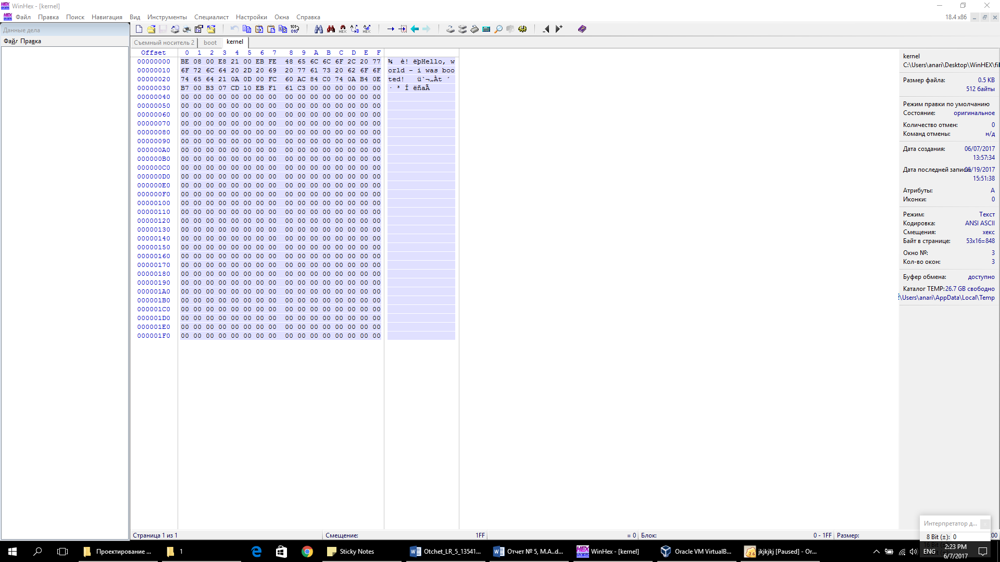 WinHex - [kernel]
Файл Правка Поиск Навигация Вид Инструменты Специалист Настройки Окна Справка 18.4 x86
Данные дела
Файл Правка
Съемный носитель 2 boot kernel
Offset 0 1 2 3 4 5 6 7 8 9 A B C D E F
00000000 BE 08 00 E8 21 00 EB FE 48 65 6C 6C 6F 2C 20 77 ¾ è! ëþHello, w
00000010 6F 72 6C 64 20 2D 20 69 20 77 61 73 20 62 6F 6F orld - i was boo
00000020 74 65 64 21 0A 0D 00 FC 60 AC 84 C0 74 0A B4 0E ted! ü`¬„Àt ´
00000030 B7 00 B3 07 CD 10 EB F1 61 C3 00 00 00 00 00 00 · ³ Í ëñaÃ
00000040 00 00 00 00 00 00 00 00 00 00 00 00 00 00 00 00
00000050 00 00 00 00 00 00 00 00 00 00 00 00 00 00 00 00
00000060 00 00 00 00 00 00 00 00 00 00 00 00 00 00 00 00
00000070 00 00 00 00 00 00 00 00 00 00 00 00 00 00 00 00
00000080 00 00 00 00 00 00 00 00 00 00 00 00 00 00 00 00
00000090 00 00 00 00 00 00 00 00 00 00 00 00 00 00 00 00
000000A0 00 00 00 00 00 00 00 00 00 00 00 00 00 00 00 00
000000B0 00 00 00 00 00 00 00 00 00 00 00 00 00 00 00 00
000000C0 00 00 00 00 00 00 00 00 00 00 00 00 00 00 00 00
000000D0 00 00 00 00 00 00 00 00 00 00 00 00 00 00 00 00
000000E0 00 00 00 00 00 00 00 00 00 00 00 00 00 00 00 00
000000F0 00 00 00 00 00 00 00 00 00 00 00 00 00 00 00 00
00000100 00 00 00 00 00 00 00 00 00 00 00 00 00 00 00 00
00000110 00 00 00 00 00 00 00 00 00 00 00 00 00 00 00 00
00000120 00 00 00 00 00 00 00 00 00 00 00 00 00 00 00 00
00000130 00 00 00 00 00 00 00 00 00 00 00 00 00 00 00 00
00000140 00 00 00 00 00 00 00 00 00 00 00 00 00 00 00 00
00000150 00 00 00 00 00 00 00 00 00 00 00 00 00 00 00 00
00000160 00 00 00 00 00 00 00 00 00 00 00 00 00 00 00 00
00000170 00 00 00 00 00 00 00 00 00 00 00 00 00 00 00 00
00000180 00 00 00 00 00 00 00 00 00 00 00 00 00 00 00 00
00000190 00 00 00 00 00 00 00 00 00 00 00 00 00 00 00 00
000001A0 00 00 00 00 00 00 00 00 00 00 00 00 00 00 00 00
000001B0 00 00 00 00 00 00 00 00 00 00 00 00 00 00 00 00
000001C0 00 00 00 00 00 00 00 00 00 00 00 00 00 00 00 00
000001D0 00 00 00 00 00 00 00 00 00 00 00 00 00 00 00 00
000001E0 00 00 00 00 00 00 00 00 00 00 00 00 00 00 00 00
000001F0 00 00 00 00 00 00 00 00 00 00 00 00 00 00 00 00
kernel
C:\Users\anari\Desktop\WinHEX\fil
Размер файла: 0.5 KB
512 байты
Режим правки по умолчанию
Состояние: оригинальное
Количество отмен: 0
Команд отмены: н/д
Дата создания: 06/07/2017
13:57:34
Дата последней записи: 05/19/2017
15:51:38
Атрибуты: A
Иконки: 0
Режим: Текст
Кодировка: ANSI ASCII
Смещения: хекс
Байт в странице: 53x16=848
Окно №: 3
Кол-во окон: 3
Буфер обмена: доступно
Каталог TEMP: 26.7 GB свободно
\Users\anari\AppData\Local\Temp
Интерпретатор д...
8 Bit (±): 0
Страница 1 из 1 Смещение: 1FF = 0 Блок: 0 - 1FF Размер: 00
Проектирование ... 1 Sticky Notes Otchet_LR_5_13541... Отчет № 5, М.А..d... WinHex - [kernel] Oracle VM VirtualB... jkjkjkj [Paused] - Or... ENG 2:23 PM
6/7/2017